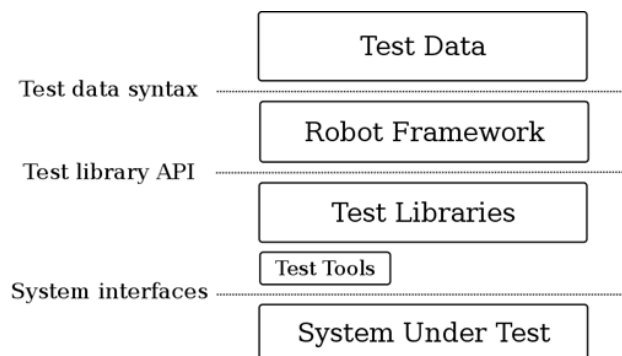 Test Data
Test data syntax
Robot Framework
Test library API
Test Libraries
Test Tools
System interfaces
System Under Test